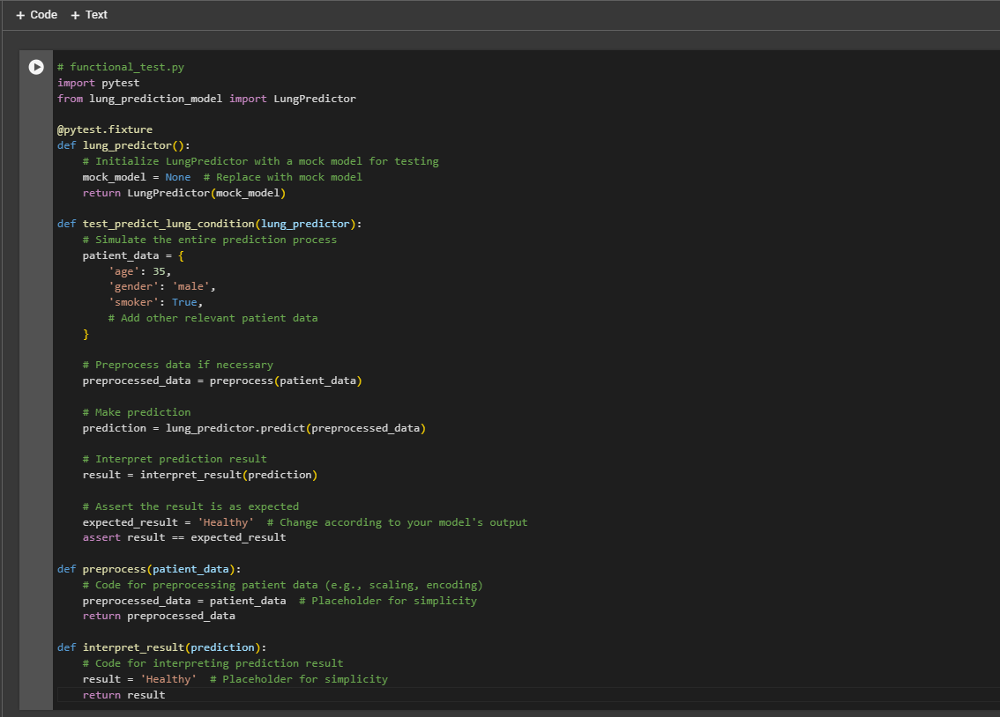 + Code + Text
# functional_test.py
import pytest
from lung_prediction_model import LungPredictor
@pytest.fixture
def lung_predictor():
    # Initialize LungPredictor with a mock model for testing
    mock_model = None  # Replace with mock model
    return LungPredictor(mock_model)
def test_predict_lung_condition(lung_predictor):
    # Simulate the entire prediction process
    patient_data = {
        'age': 35,
        'gender': 'male',
        'smoker': True,
        # Add other relevant patient data
    }
    # Preprocess data if necessary
    preprocessed_data = preprocess(patient_data)
    # Make prediction
    prediction = lung_predictor.predict(preprocessed_data)
    # Interpret prediction result
    result = interpret_result(prediction)
    # Assert the result is as expected
    expected_result = 'Healthy'  # Change according to your model's output
    assert result == expected_result
def preprocess(patient_data):
    # Code for preprocessing patient data (e.g., scaling, encoding)
    preprocessed_data = patient_data  # Placeholder for simplicity
    return preprocessed_data
def interpret_result(prediction):
    # Code for interpreting prediction result
    result = 'Healthy'  # Placeholder for simplicity
    return result